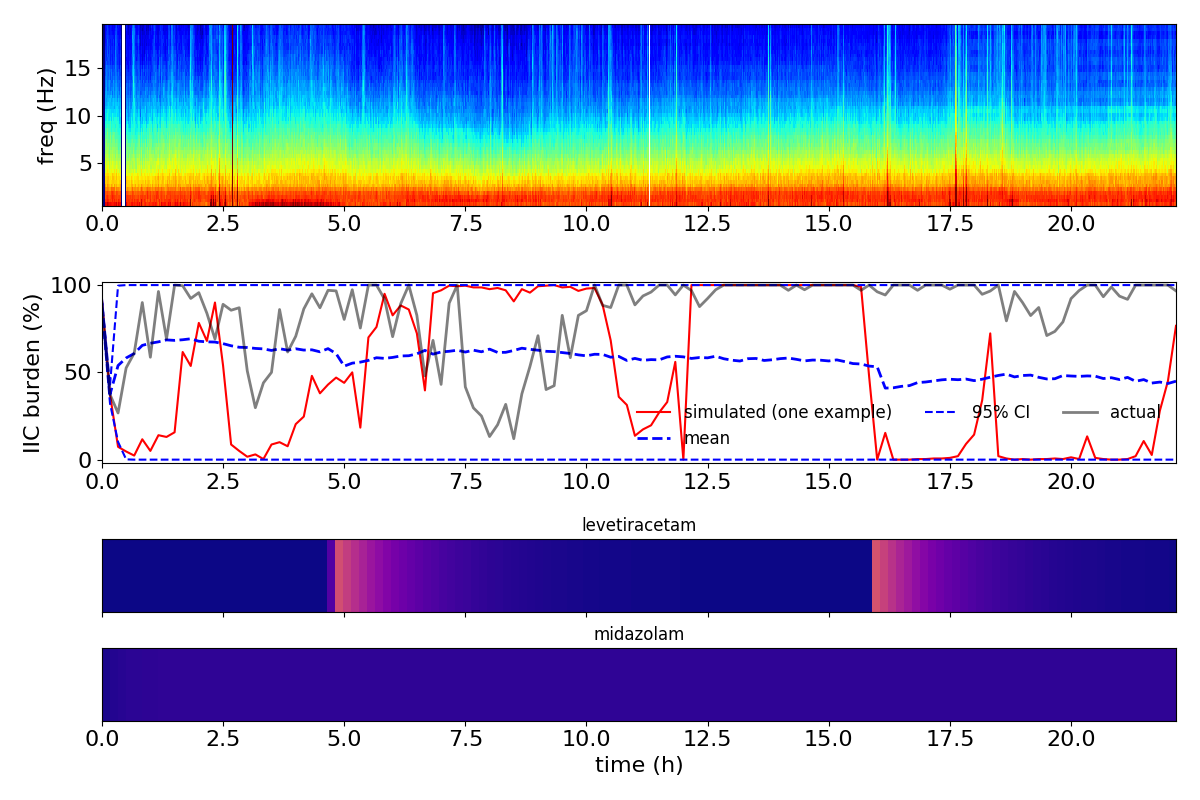 freq (Hz)
15
10
5
0.0 2.5 5.0 7.5 10.0 12.5 15.0 17.5 20.0
IIC burden (%)
100
50
0
simulated (one example) 95% CI actual
mean
0.0 2.5 5.0 7.5 10.0 12.5 15.0 17.5 20.0
levetiracetam
midazolam
0.0 2.5 5.0 7.5 10.0 12.5 15.0 17.5 20.0
time (h)